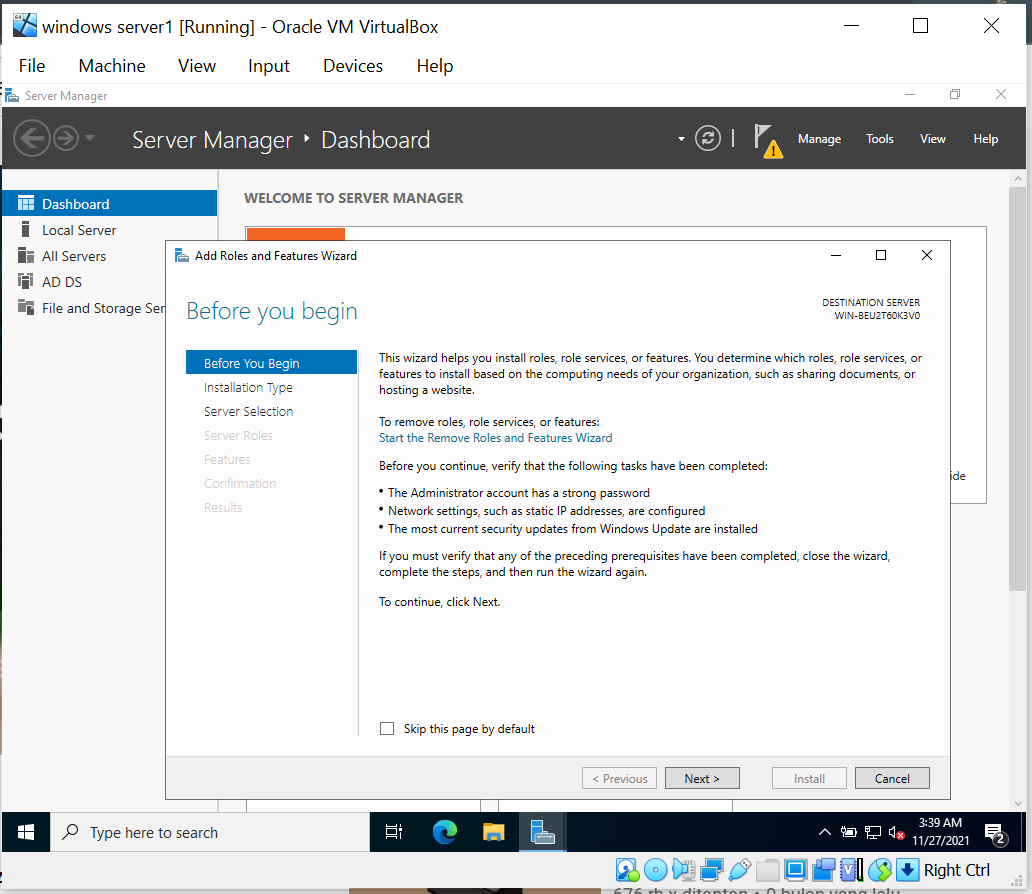 windows server1 [Running] - Oracle VM VirtualBox
File Machine View Input Devices Help
Server Manager
Server Manager Dashboard
Manage Tools View Help
Dashboard
Local Server
All Servers
AD DS
File and Storage Ser
WELCOME TO SERVER MANAGER
Add Roles and Features Wizard
Before you begin
DESTINATION SERVER
WIN-BEU2T60K3V0
Before You Begin
Installation Type
Server Selection
Server Roles
Features
Confirmation
Results
This wizard helps you install roles, role services, or features. You determine which roles, role services, or
features to install based on the computing needs of your organization, such as sharing documents, or
hosting a website.
To remove roles, role services, or features:
Start the Remove Roles and Features Wizard
Before you continue, verify that the following tasks have been completed:
• The Administrator account has a strong password
• Network settings, such as static IP addresses, are configured
• The most current security updates from Windows Update are installed
If you must verify that any of the preceding prerequisites have been completed, close the wizard,
complete the steps, and then run the wizard again.
To continue, click Next.
Skip this page by default
< Previous Next > Install Cancel
ide
Type here to search
3:39 AM
11/27/2021
2
Right Ctrl